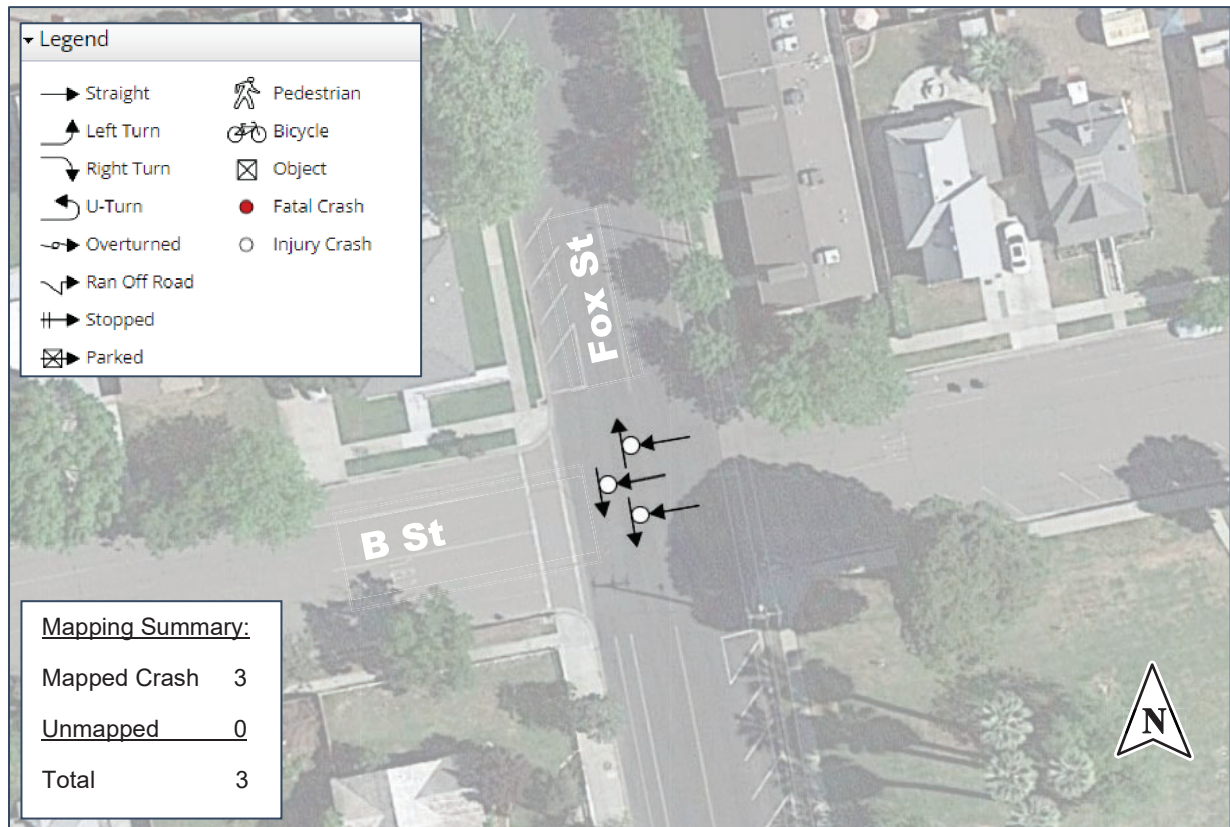 Legend
Straight
Pedestrian
Left Turn
Bicycle
Right Turn
Object
U-Turn
Fatal Crash
Overturned
Injury Crash
Ran Off Road
Stopped
Parked
Fox St
B St
Mapping Summary:
Mapped Crash 3
Unmapped 0
Total 3
N